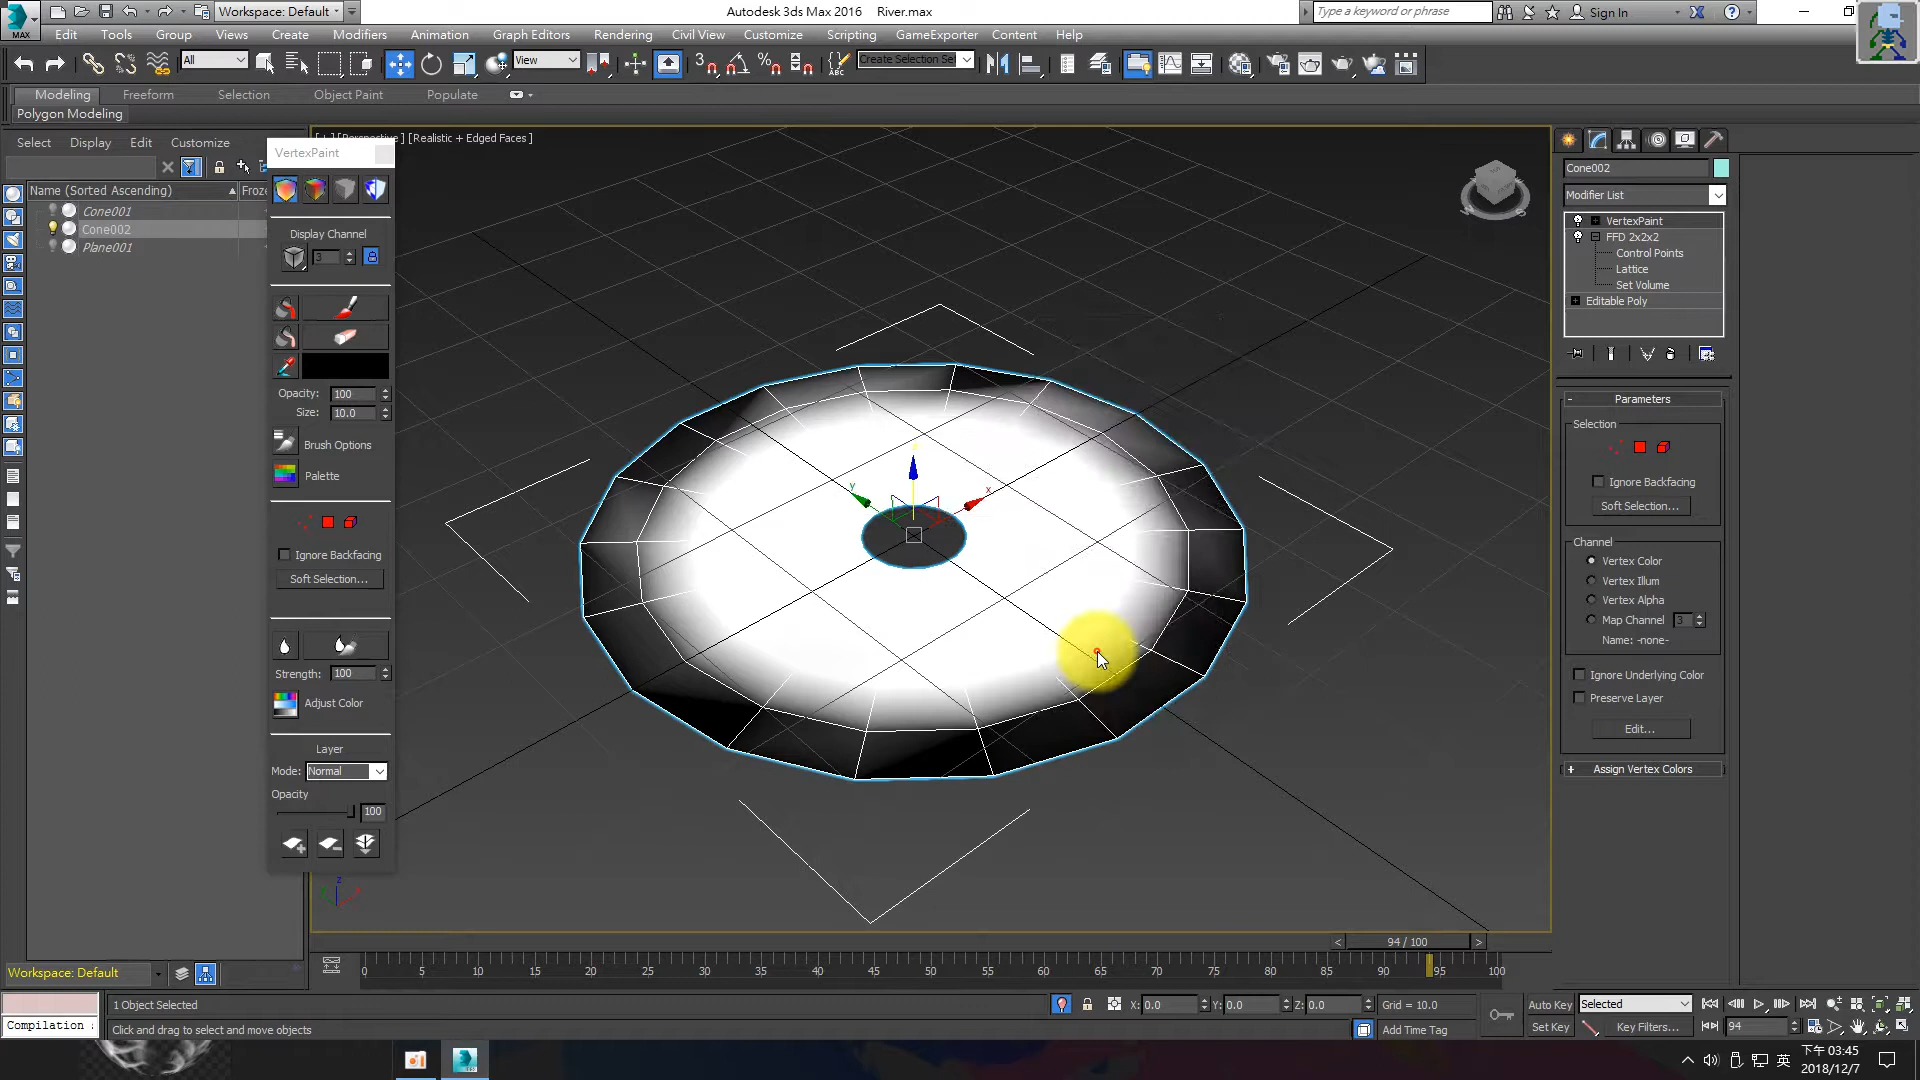 Workspace: Default
Autodesk 3ds Max 2016 River.max
Type a keyword or phrase
Sign In
MAX
Edit Tools Group Views Create Modifiers Animation Graph Editors Rendering Civil View Customize Scripting GameExporter Content Help
All
View
Create Selection Se
Modeling Freeform Selection Object Paint Populate
Polygon Modeling
Select Display Edit Customize
Name (Sorted Ascending) Froze
Cone001
Cone002
Plane001
VertexPaint
Display Channel
3
Opacity: 100
Size: 10.0
Brush Options
Palette
Ignore Backfacing
Soft Selection...
Strength: 100
Adjust Color
Layer
Mode: Normal
Opacity
100
[Realistic + Edged Faces ]
y
x
z
Cone002
Modifier List
VertexPaint
FFD 2x2x2
Control Points
Lattice
Set Volume
Editable Poly
- Parameters
Selection
Ignore Backfacing
Soft Selection...
Channel
Vertex Color
Vertex Illum
Vertex Alpha
Map Channel 3
Name: -none-
Ignore Underlying Color
Preserve Layer
Edit...
+ Assign Vertex Colors
< 94 / 100 >
0 5 10 15 20 25 30 35 40 45 50 55 60 65 70 75 80 85 90 95 100
Workspace: Default
1 Object Selected
X: 0.0 Y: 0.0 Z: 0.0 Grid = 10.0
Auto Key Selected
Compilation
Click and drag to select and move objects
Add Time Tag
Set Key Key Filters... 94
英
下午 03:45
2018/12/7